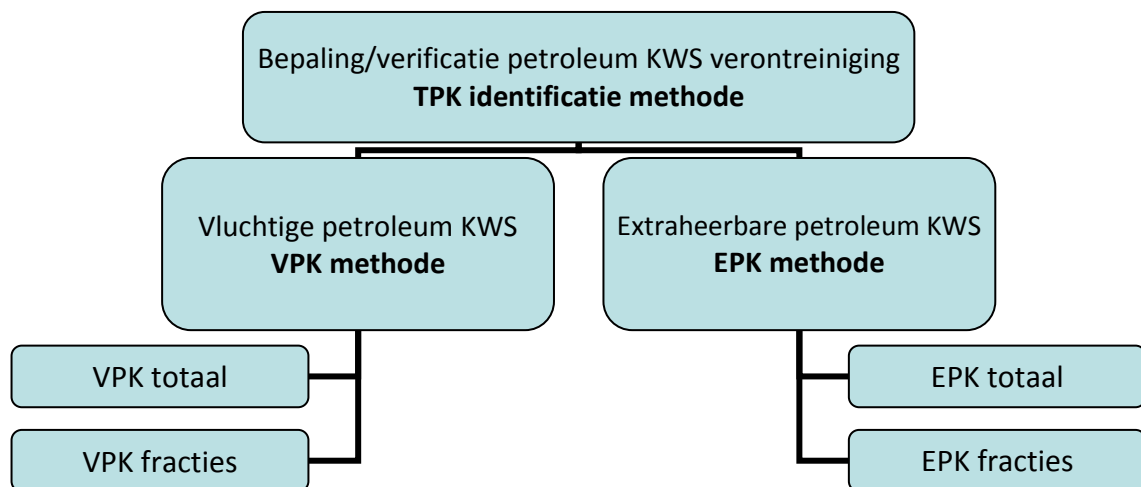 Bepaling/verificatie petroleum KWS verontreiniging
TPK identificatie methode
Vluchtige petroleum KWS
VPK methode
Extraheerbare petroleum KWS
EPK methode
VPK totaal
EPK totaal
VPK fracties
EPK fracties